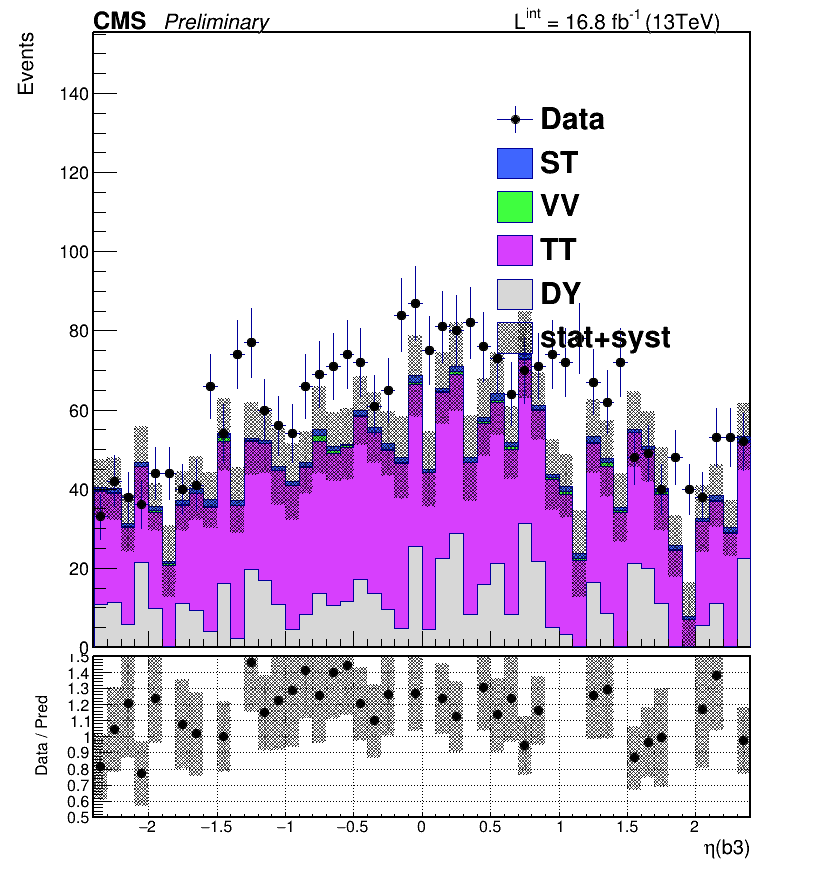 CMS Preliminary L^int = 16.8 fb^-1 (13TeV)
Events
140
120
100
80
60
40
20
0
Data
ST
VV
TT
DY
stat+syst
Data / Pred
1.5
1.4
1.3
1.2
1.1
1
0.9
0.8
0.7
0.6
0.5
−2 −1.5 −1 −0.5 0 0.5 1 1.5 2
η(b3)